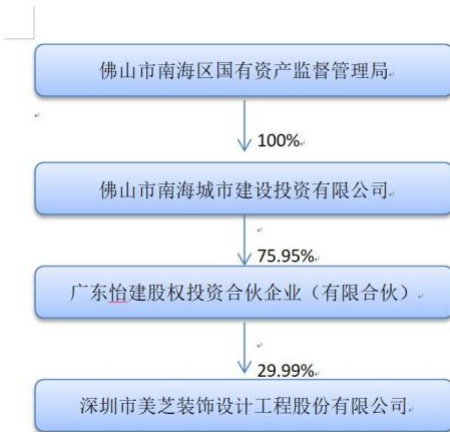 佛山市南海区国有资产监督管理局
100%
佛山市南海城市建设投资有限公司
75.95%
广东怡建股权投资合伙企业（有限合伙）
29.99%
深圳市美芝装饰设计工程股份有限公司